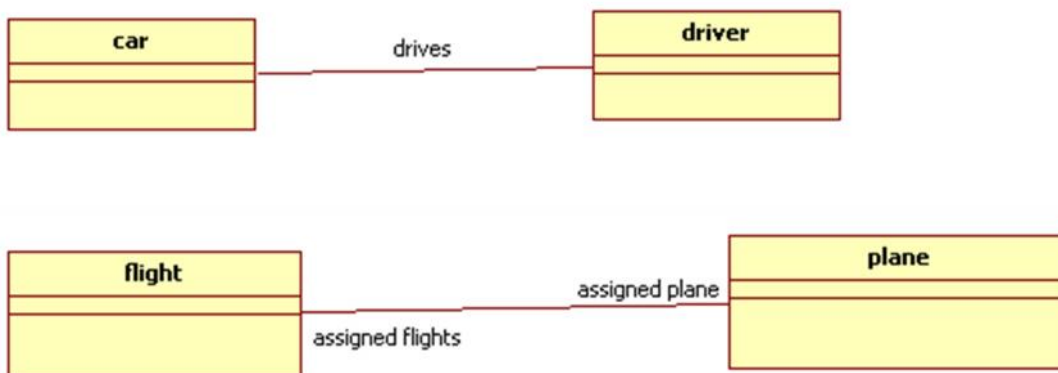 car
drives
driver
flight
plane
assigned plane
assigned flights